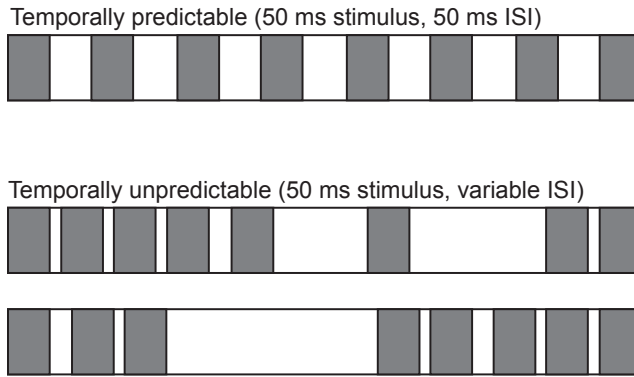 Temporally predictable (50 ms stimulus, 50 ms ISI)
Temporally unpredictable (50 ms stimulus, variable ISI)